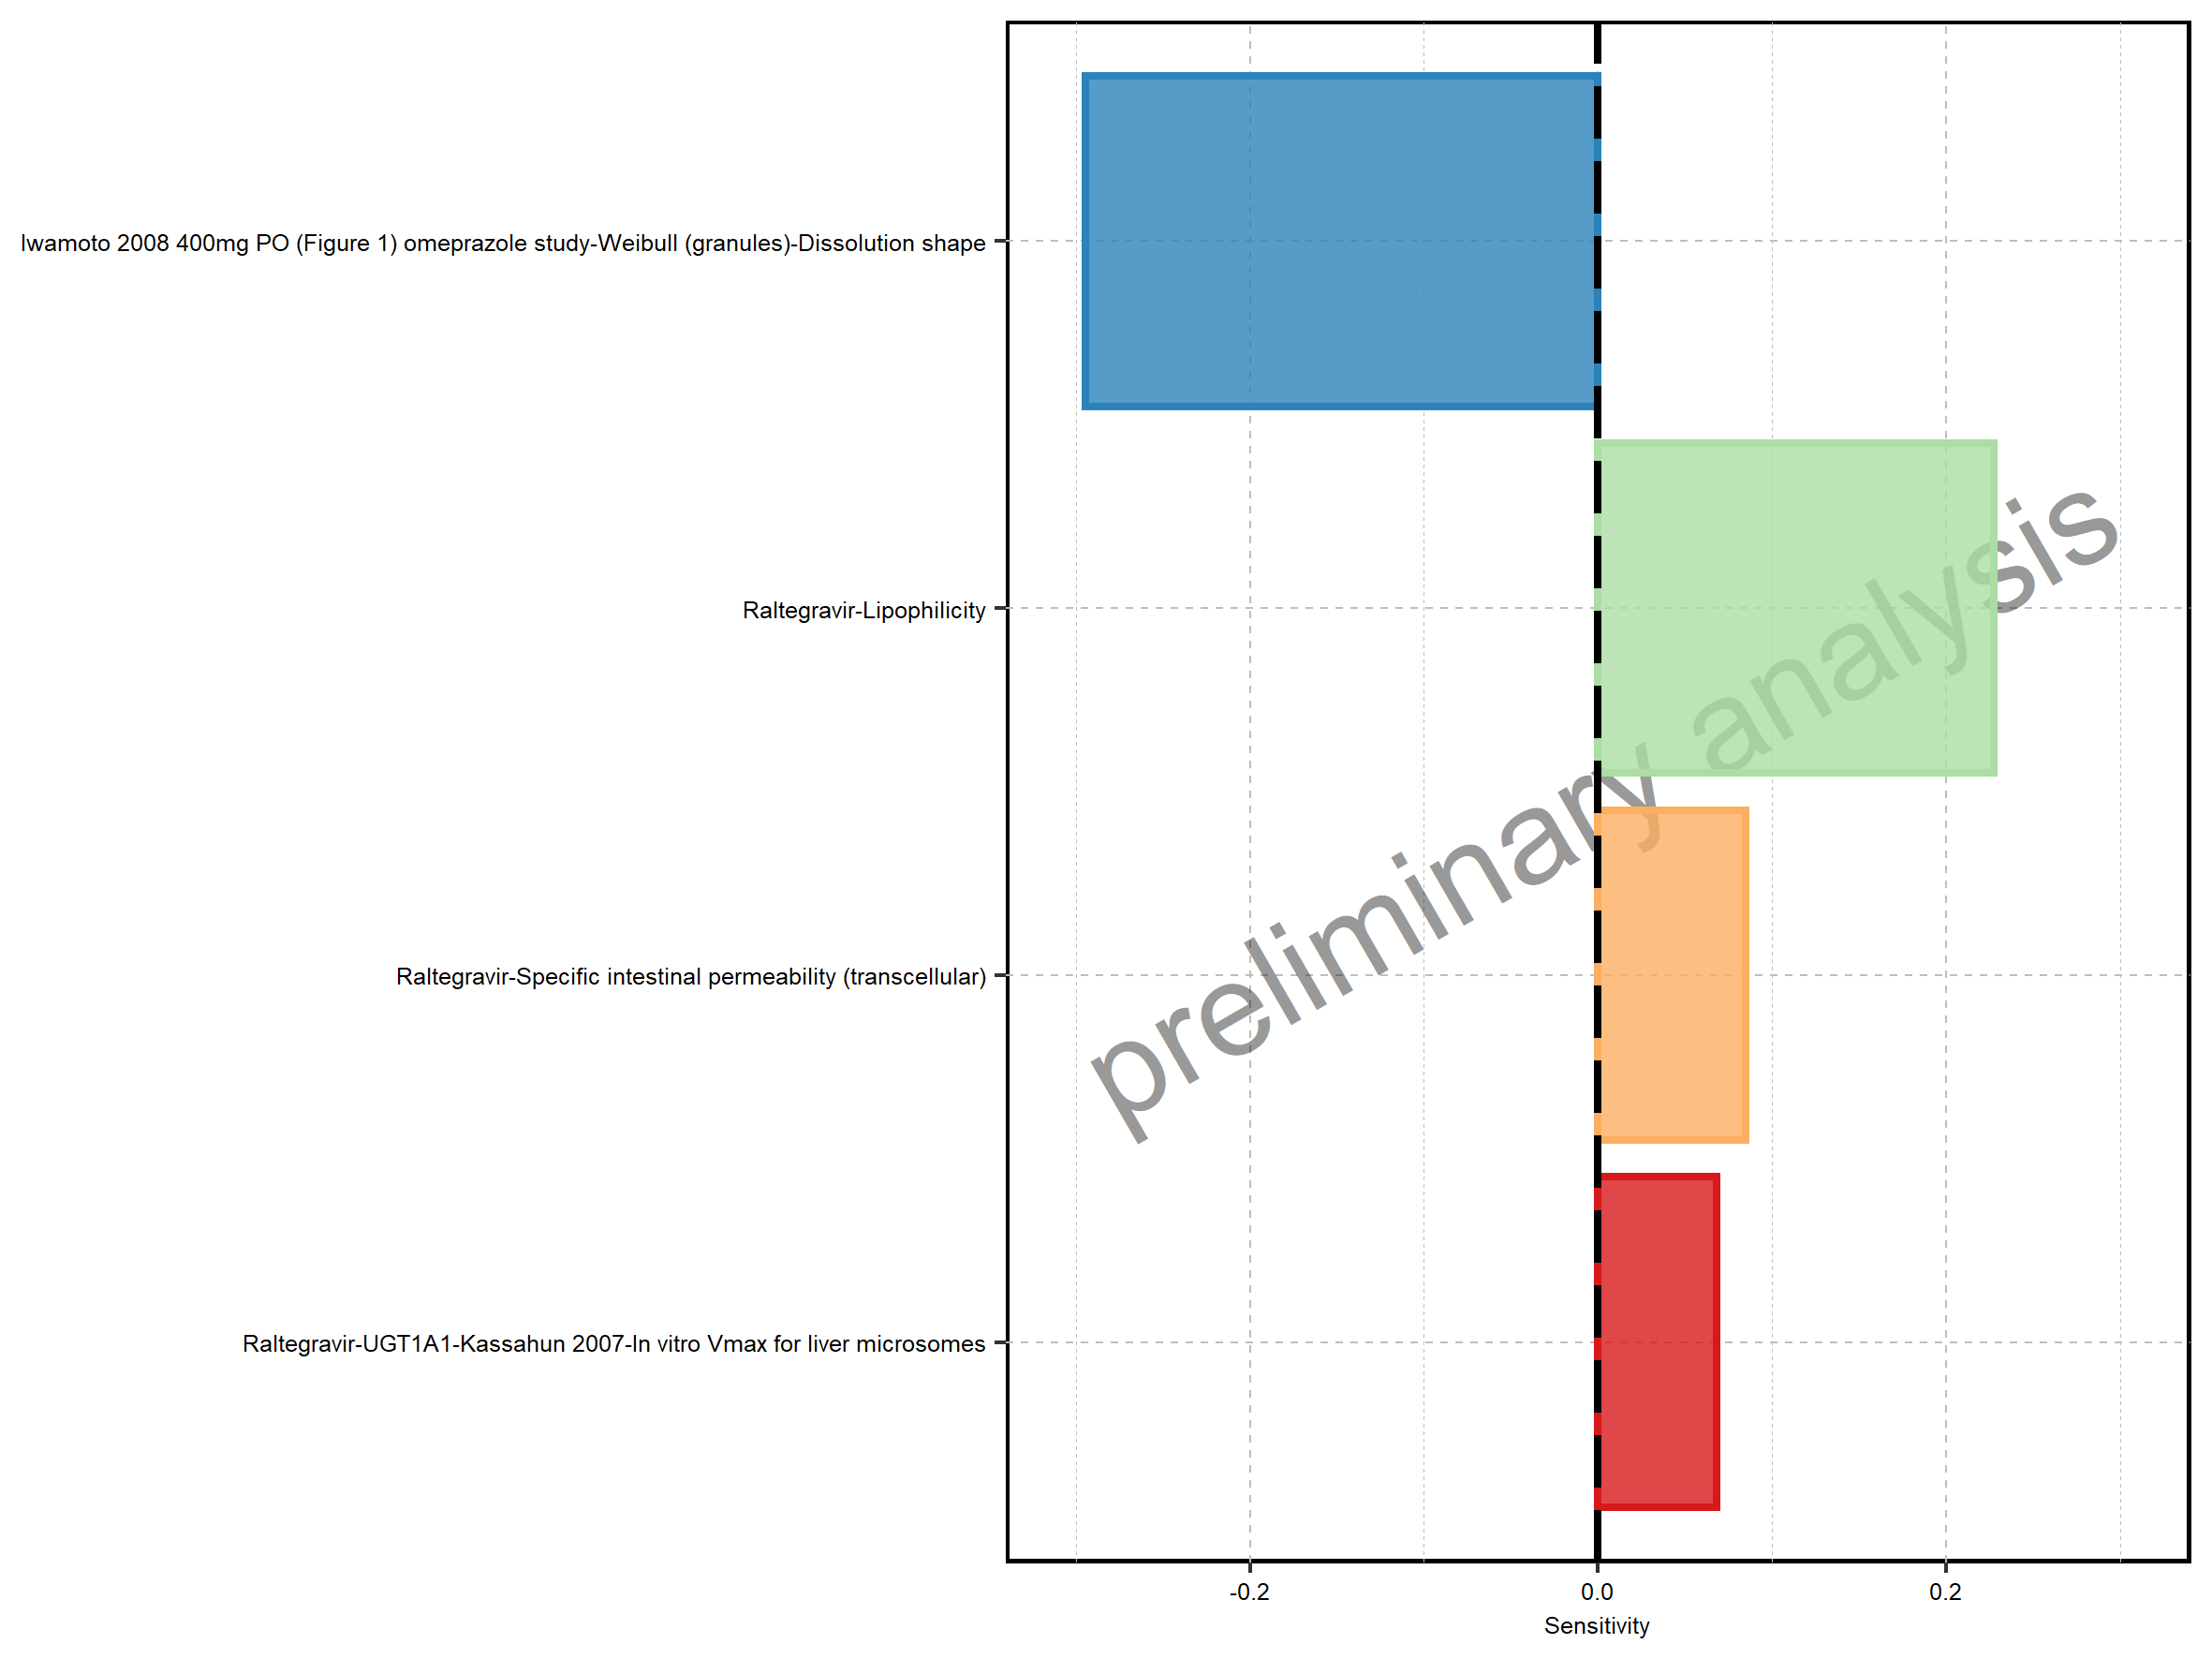 Iwamoto 2008 400mg PO (Figure 1) omeprazole study-Weibull (granules)-Dissolution shape
Raltegravir-Lipophilicity
Raltegravir-Specific intestinal permeability (transcellular)
Raltegravir-UGT1A1-Kassahun 2007-In vitro Vmax for liver microsomes
preliminary analysis
-0.2 0.0 0.2
Sensitivity